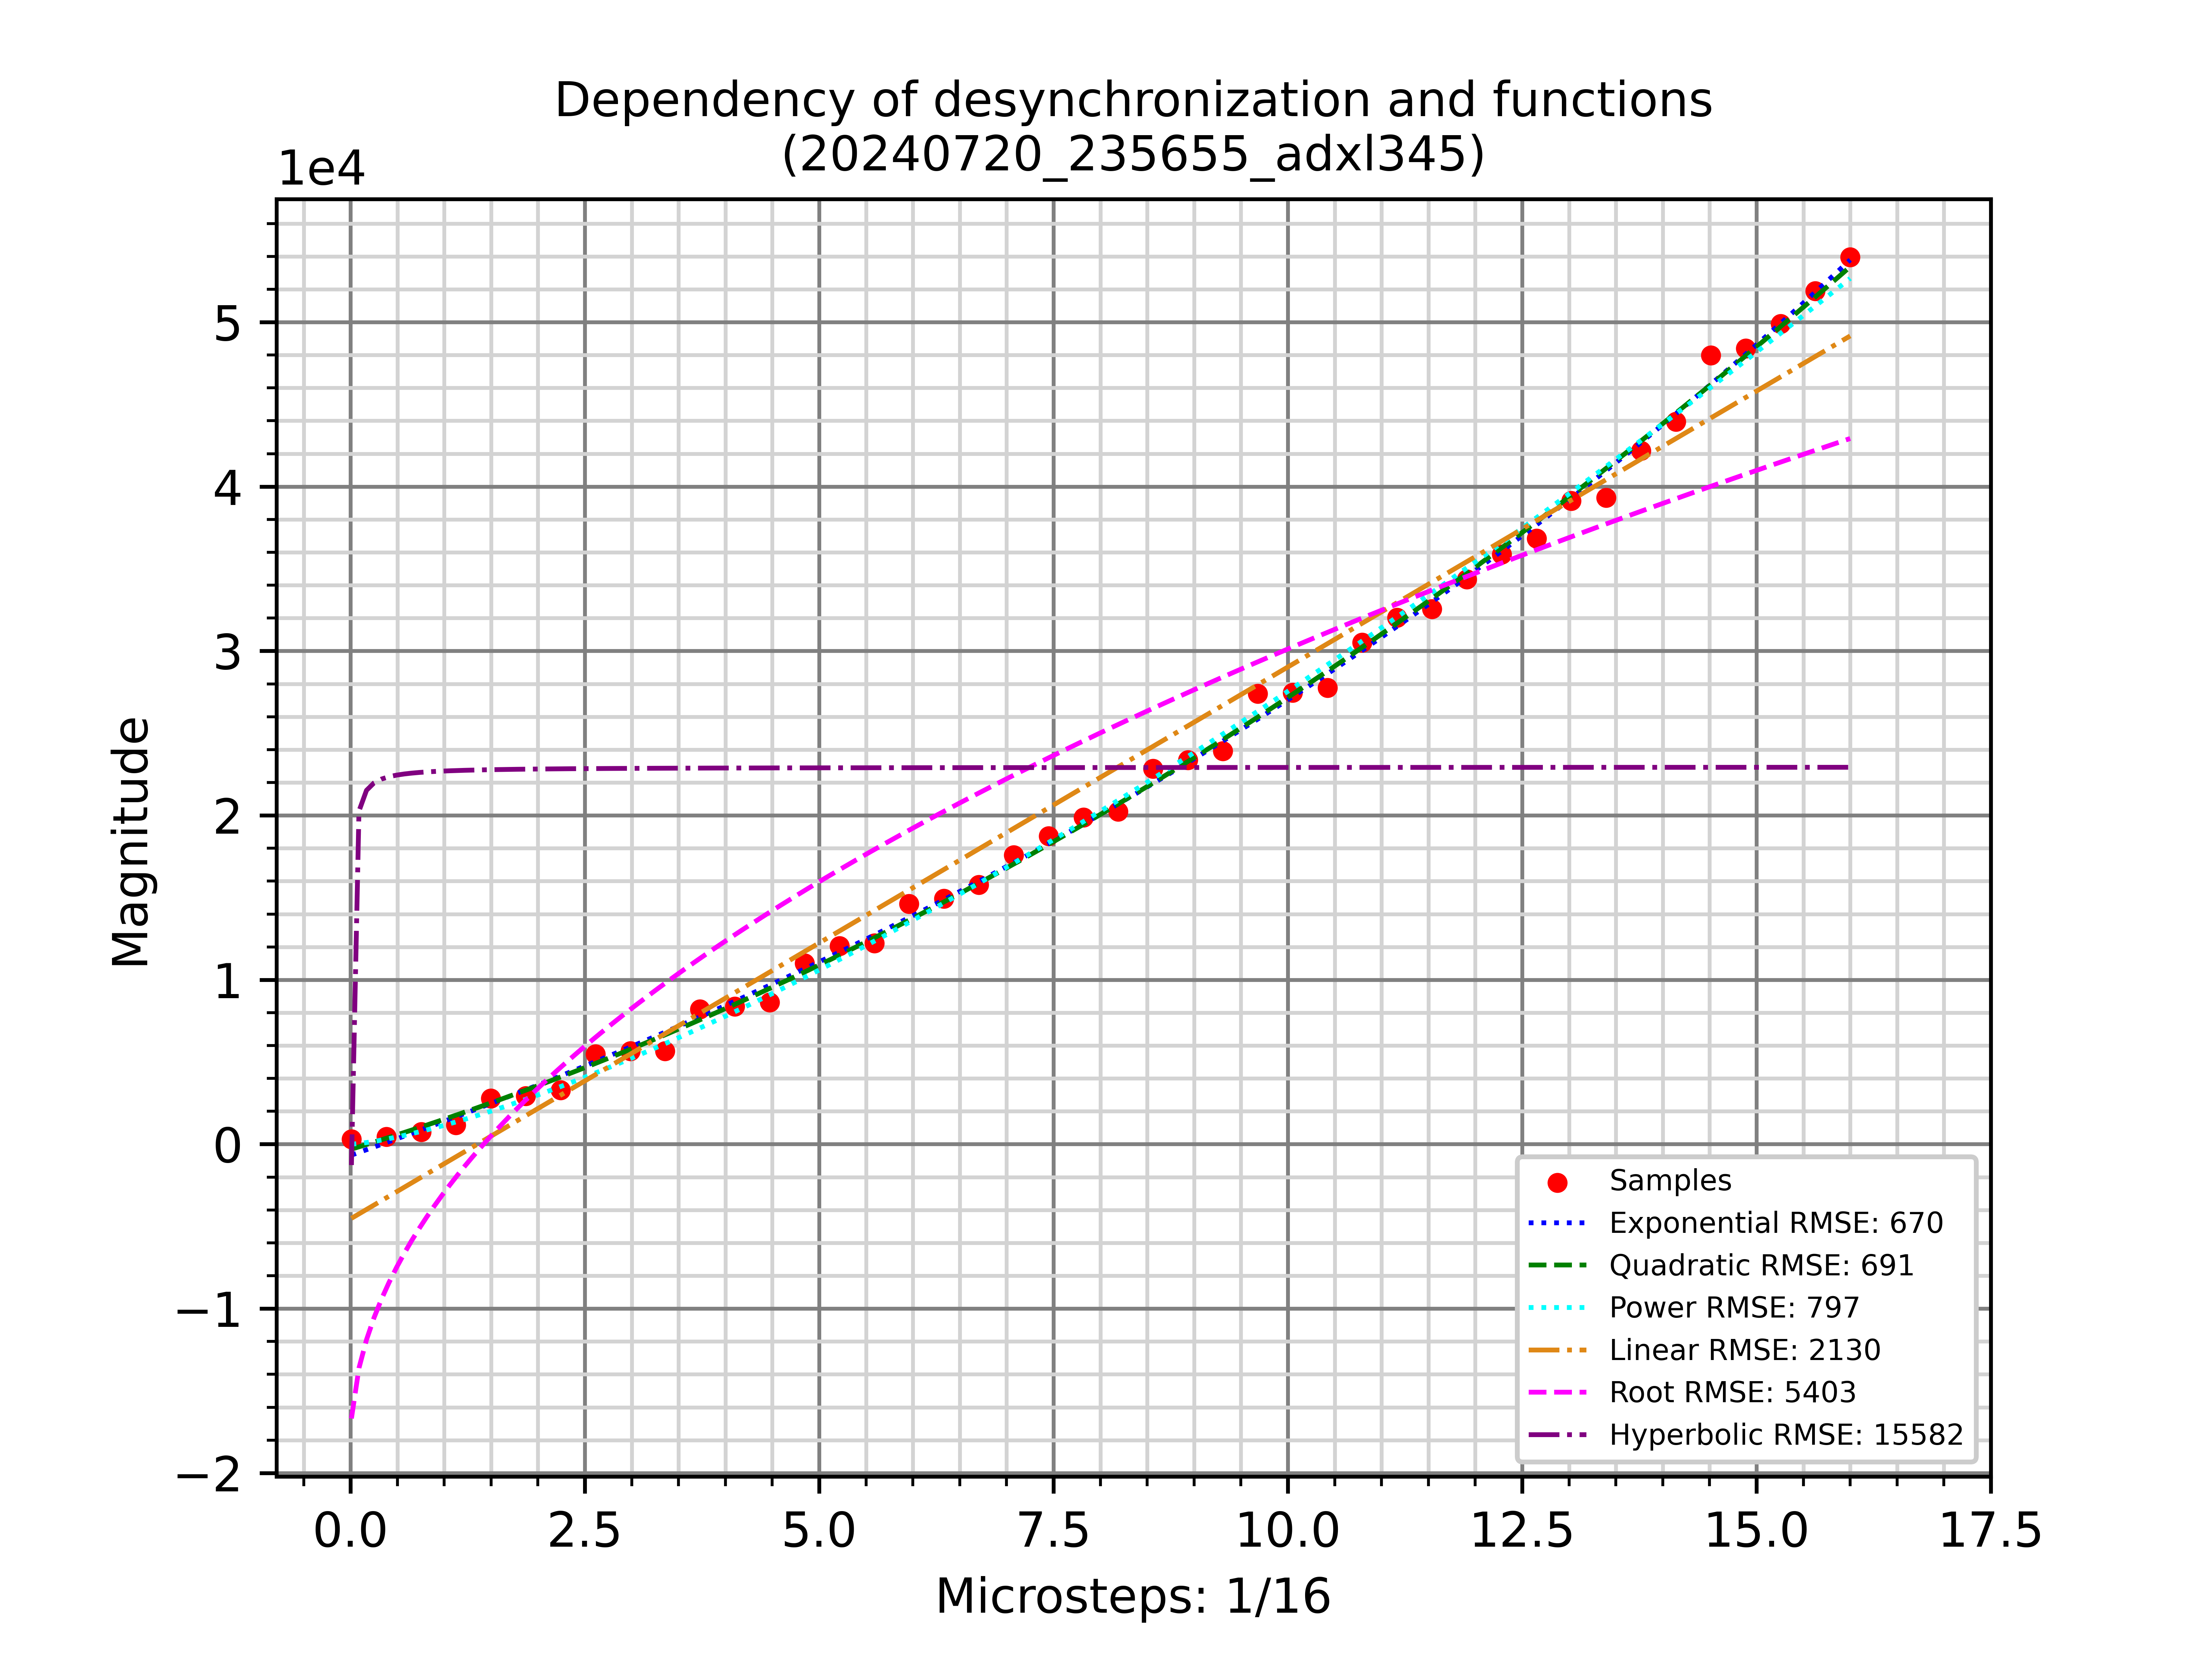 Dependency of desynchronization and functions
(20240720_235655_adxl345)
1e4
5
4
3
2
1
0
−1
−2
Magnitude
0.0 2.5 5.0 7.5 10.0 12.5 15.0 17.5
Microsteps: 1/16
Samples
Exponential RMSE: 670
Quadratic RMSE: 691
Power RMSE: 797
Linear RMSE: 2130
Root RMSE: 5403
Hyperbolic RMSE: 15582